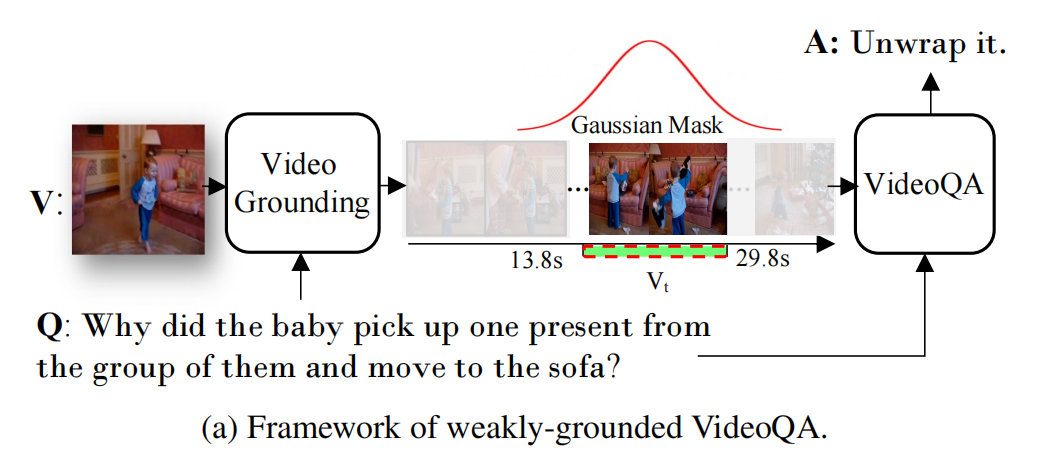 A: Unwrap it.
Gaussian Mask
V:
Video
Grounding
...
...
VideoQA
13.8s
29.8s
Vt
Q: Why did the baby pick up one present from
the group of them and move to the sofa?
(a) Framework of weakly-grounded VideoQA.